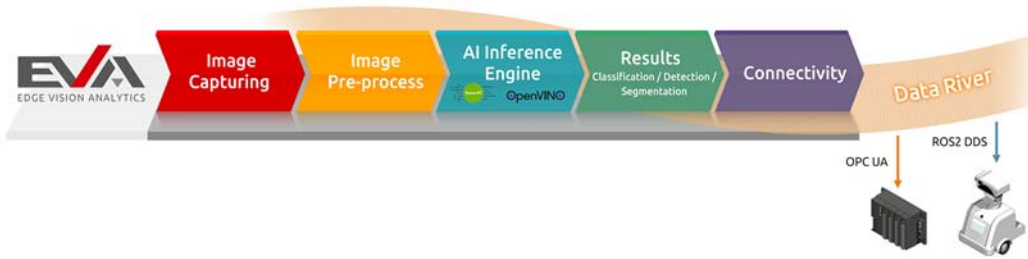 EVA
EDGE VISION ANALYTICS
Image
Capturing
Image
Pre-process
AI Inference
Engine
OpenVINO
Results
Classification / Detection /
Segmentation
Connectivity
Data River
OPC UA
ROS2 DDS